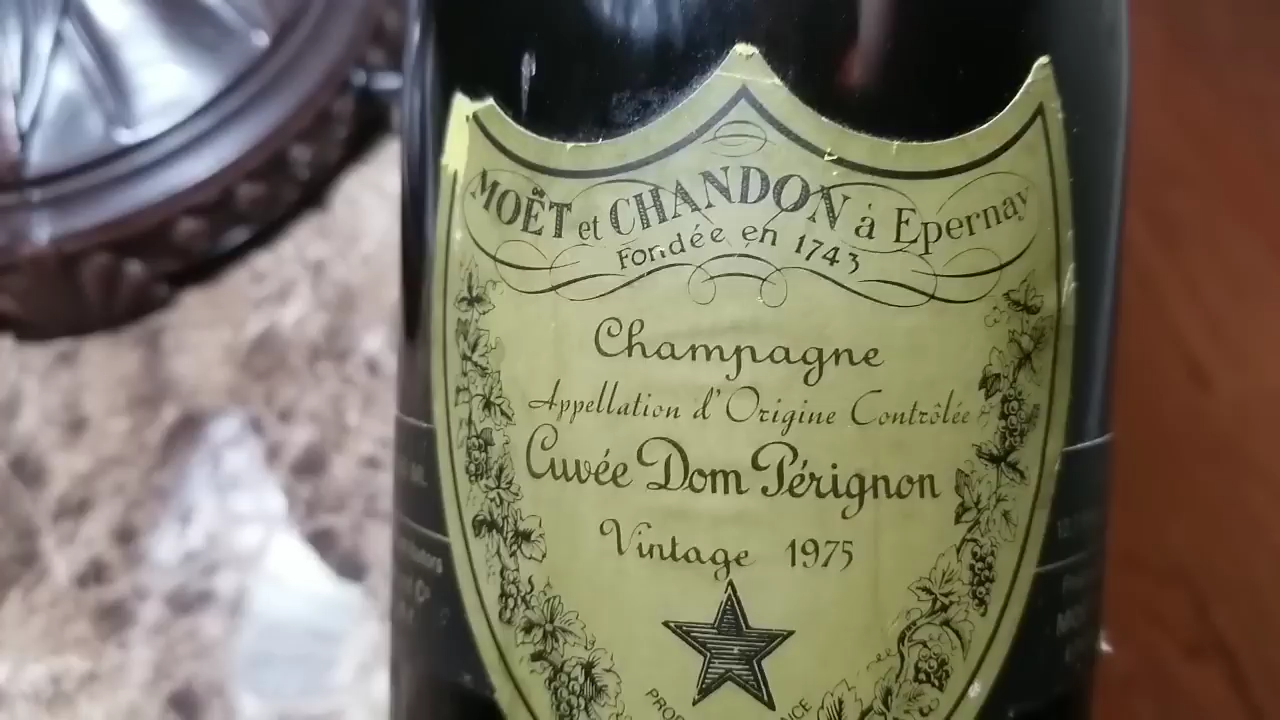 MOËT et CHANDON à Epernay
Fondée en 1743
Champagne
Appellation d'Origine Contrôlée
Cuvée Dom Pérignon
Vintage 1975